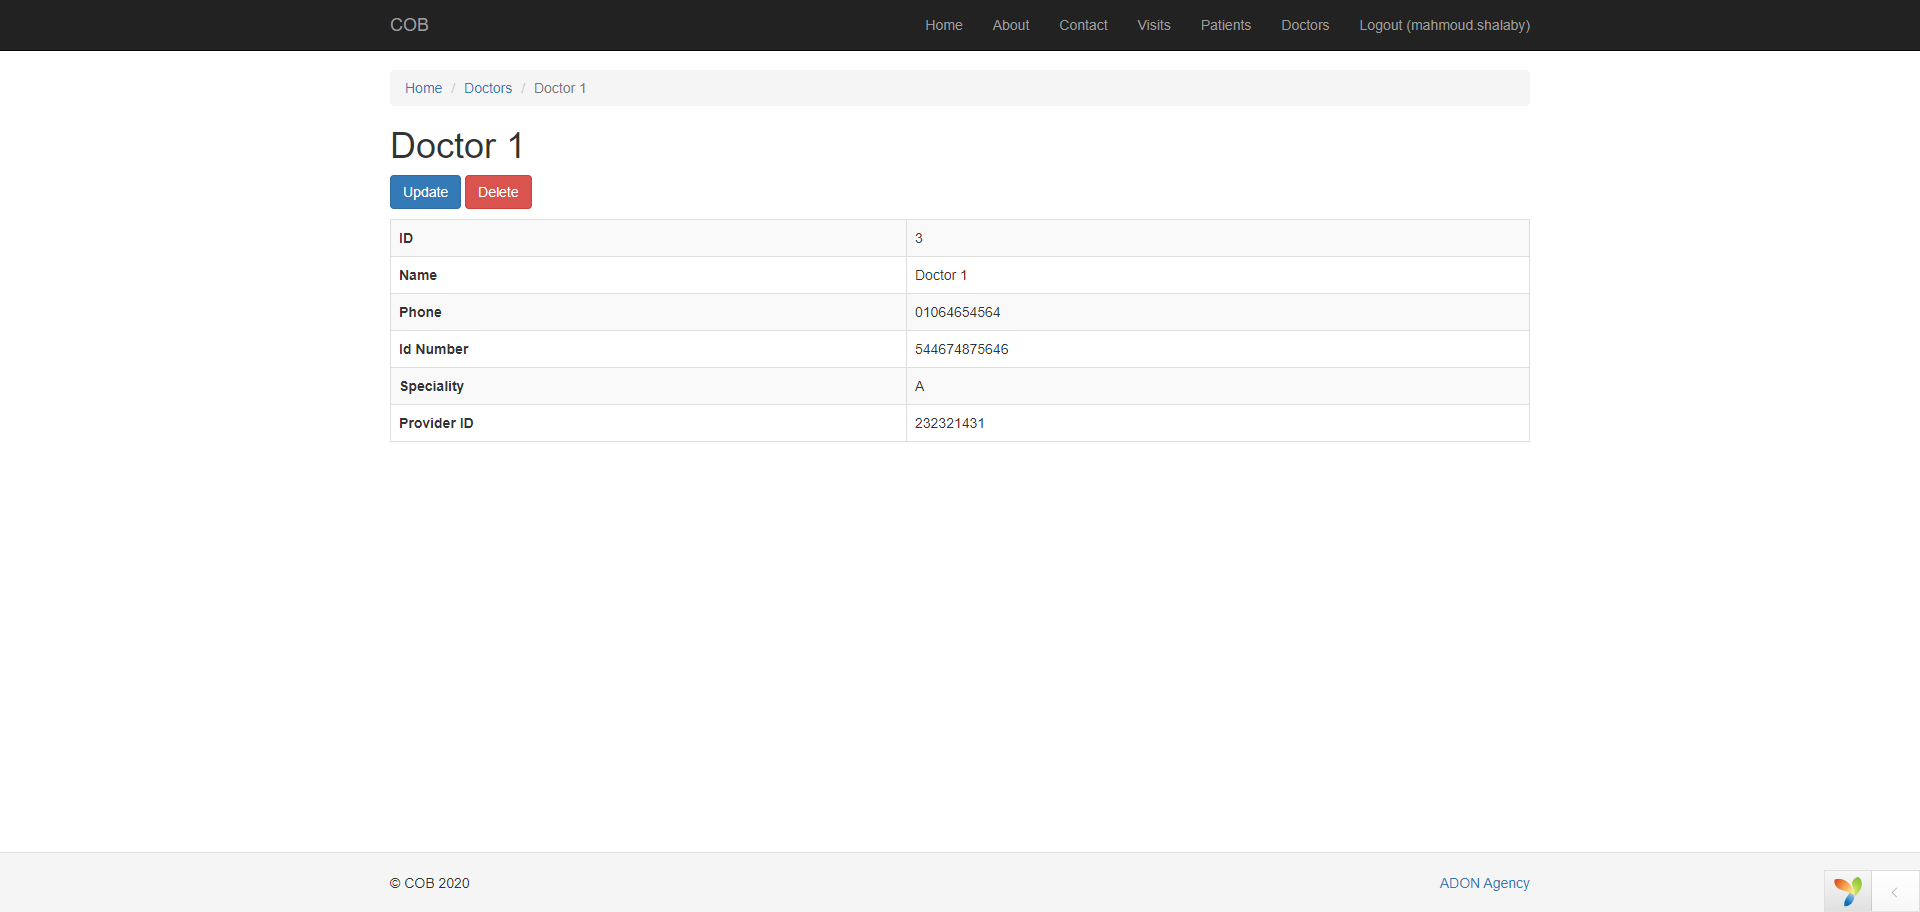 COB Home About Contact Visits Patients Doctors Logout (mahmoud.shalaby)
Home / Doctors / Doctor 1
Doctor 1
Update Delete
ID 3
Name Doctor 1
Phone 01064654564
Id Number 544674875646
Speciality A
Provider ID 232321431
© COB 2020 ADON Agency